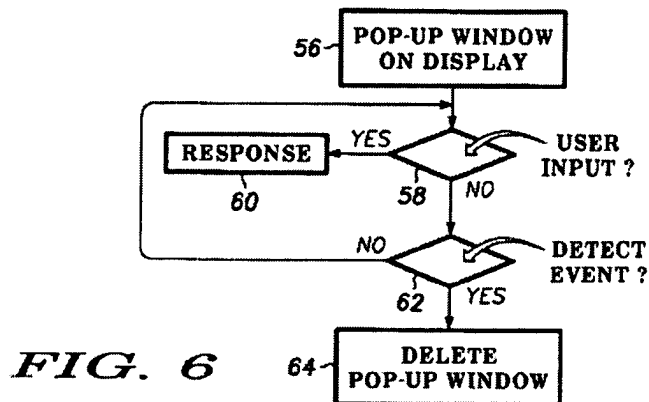 56
POP-UP WINDOW
ON DISPLAY
YES
RESPONSE
60
58
USER
INPUT ?
NO
NO
DETECT
EVENT ?
62
YES
FIG. 6
64
DELETE
POP-UP WINDOW